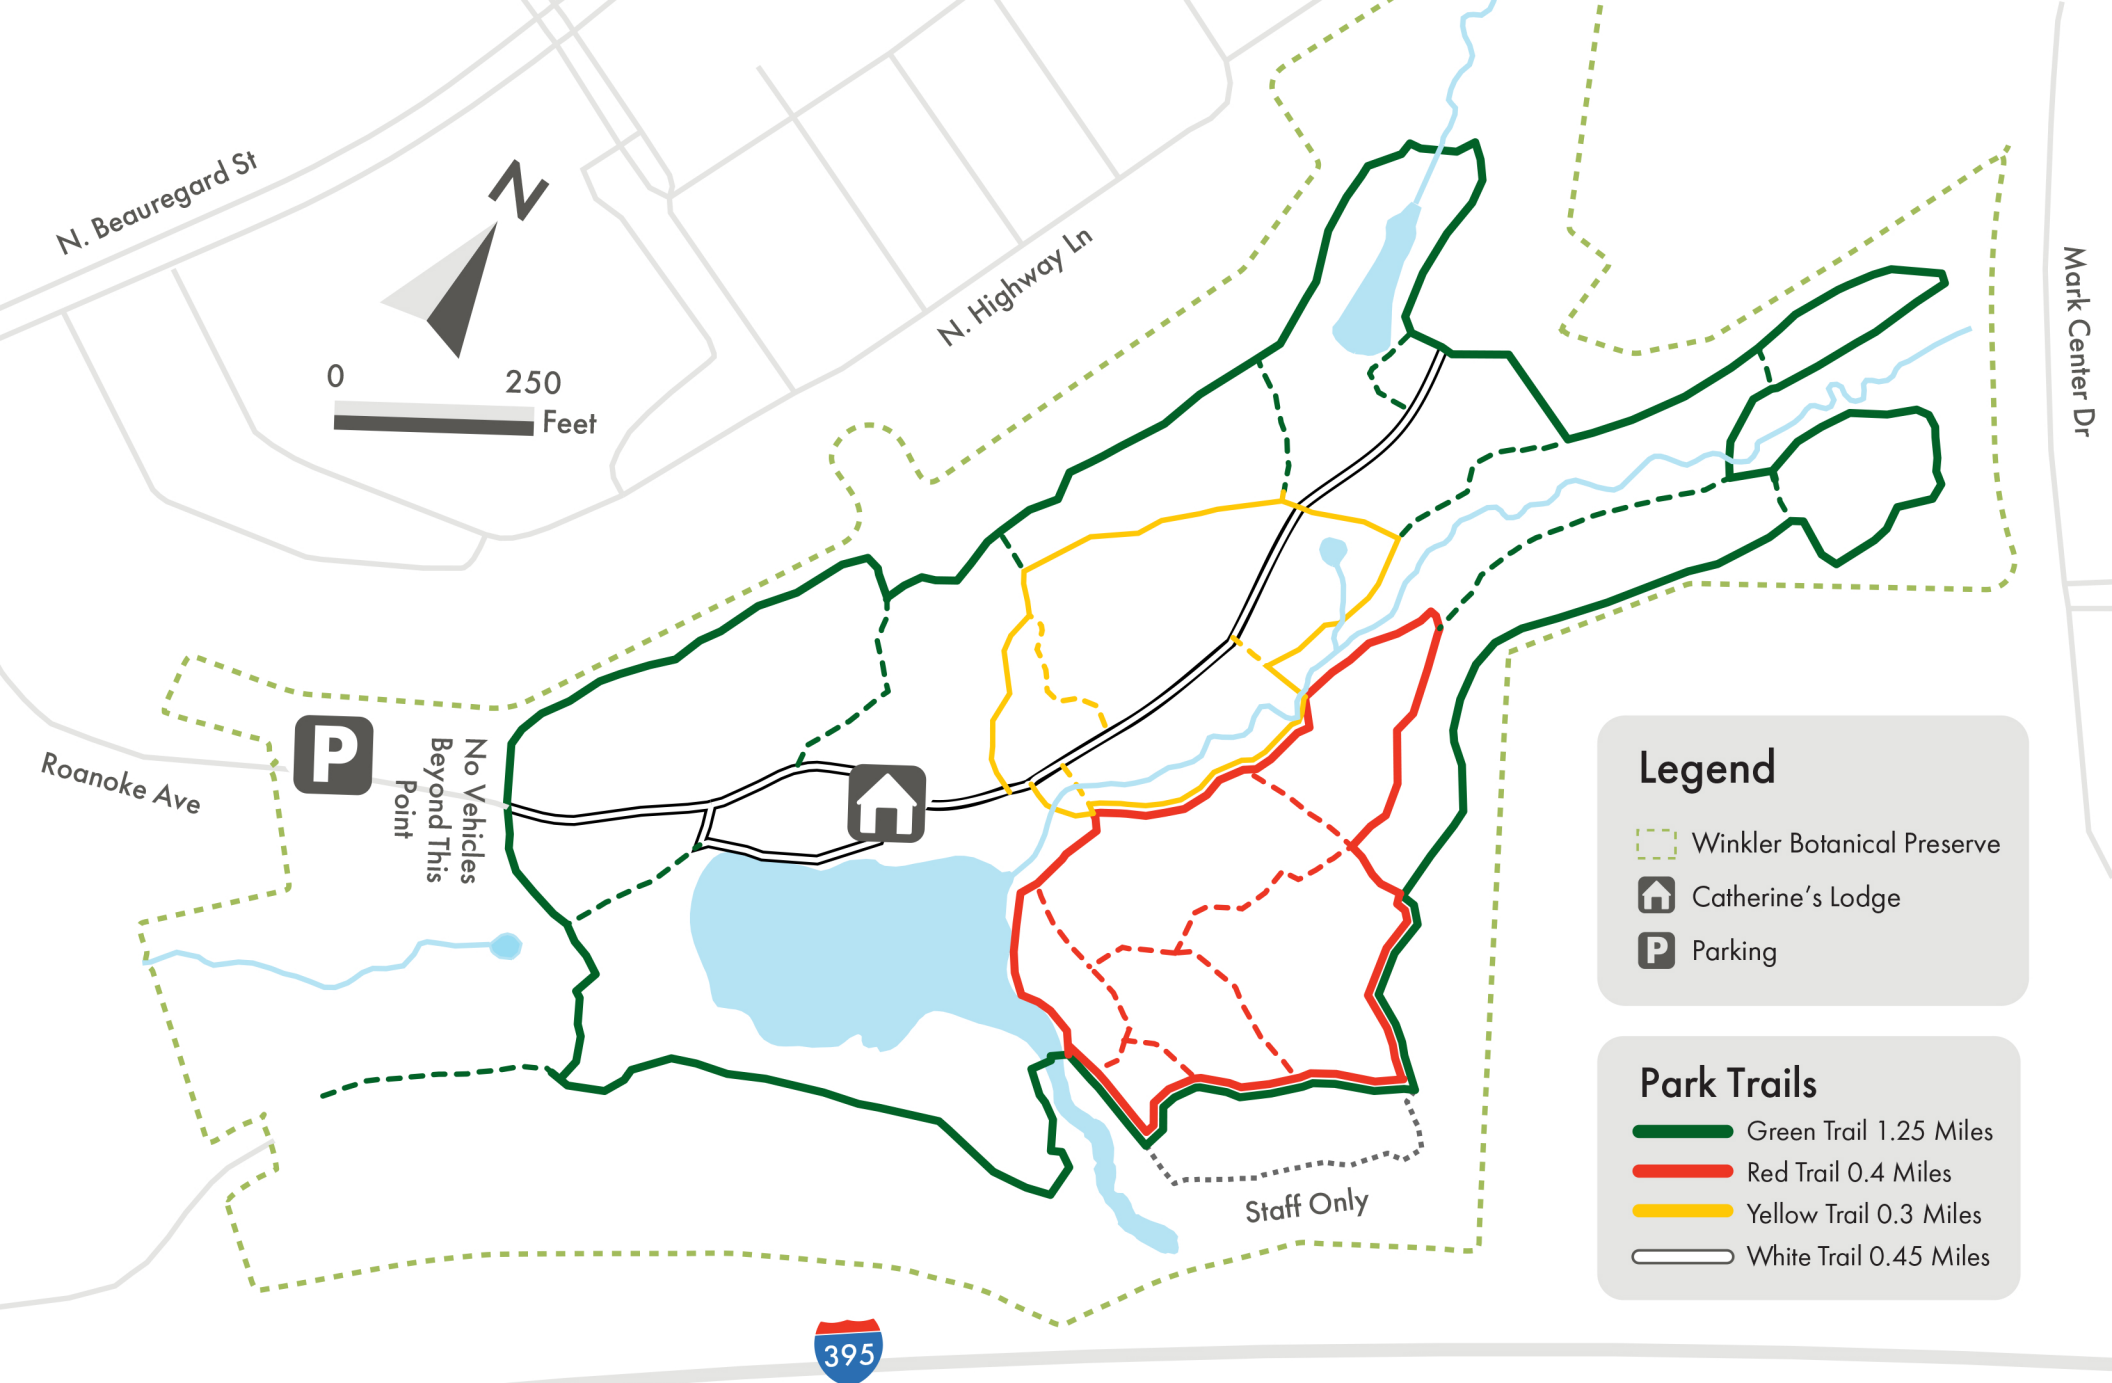 N. Beauregard St
N
0
250
Feet
N. Highway Ln
Mark Center Dr
Roanoke Ave
P
No Vehicles
Beyond This
Point
Legend
Winkler Botanical Preserve
Catherine's Lodge
P
Parking
Park Trails
Green Trail 1.25 Miles
Red Trail 0.4 Miles
Yellow Trail 0.3 Miles
White Trail 0.45 Miles
Staff Only
395